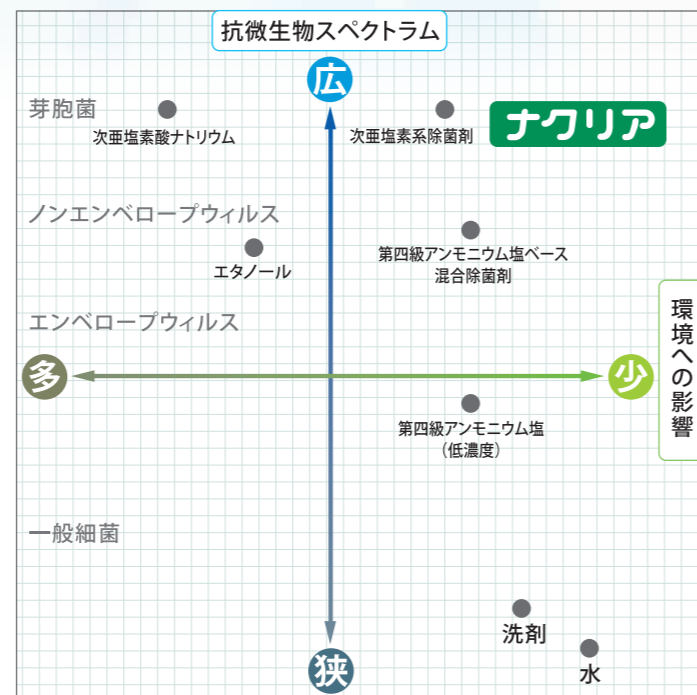 抗微生物スペクトラム
広
芽胞菌
次亜塩素酸ナトリウム
次亜塩素系除菌剤
ナクリア
ノンエンベロープウィルス
エタノール
第四級アンモニウム塩ベース
混合除菌剤
エンベロープウィルス
多
少
環境への影響
第四級アンモニウム塩
（低濃度）
一般細菌
洗剤
水
狭